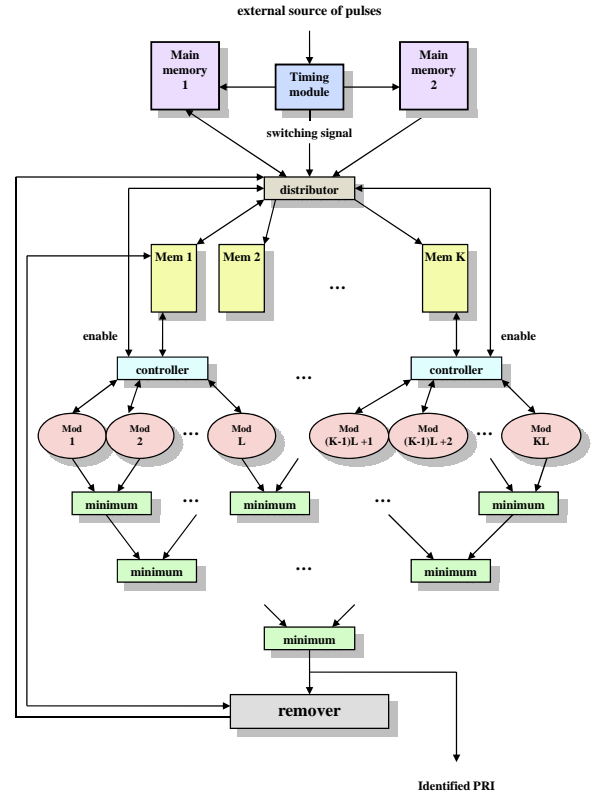 external source of pulses
Main
memory
1
Timing
module
Main
memory
2
switching signal
distributor
Mem 1
Mem 2
...
Mem K
enable
enable
controller
...
controller
Mod
1
Mod
2
...
Mod
L
Mod
(K-1)L +1
Mod
(K-1)L +2
...
Mod
KL
minimum
...
minimum
...
minimum
minimum
...
minimum
minimum
remover
Identified PRI